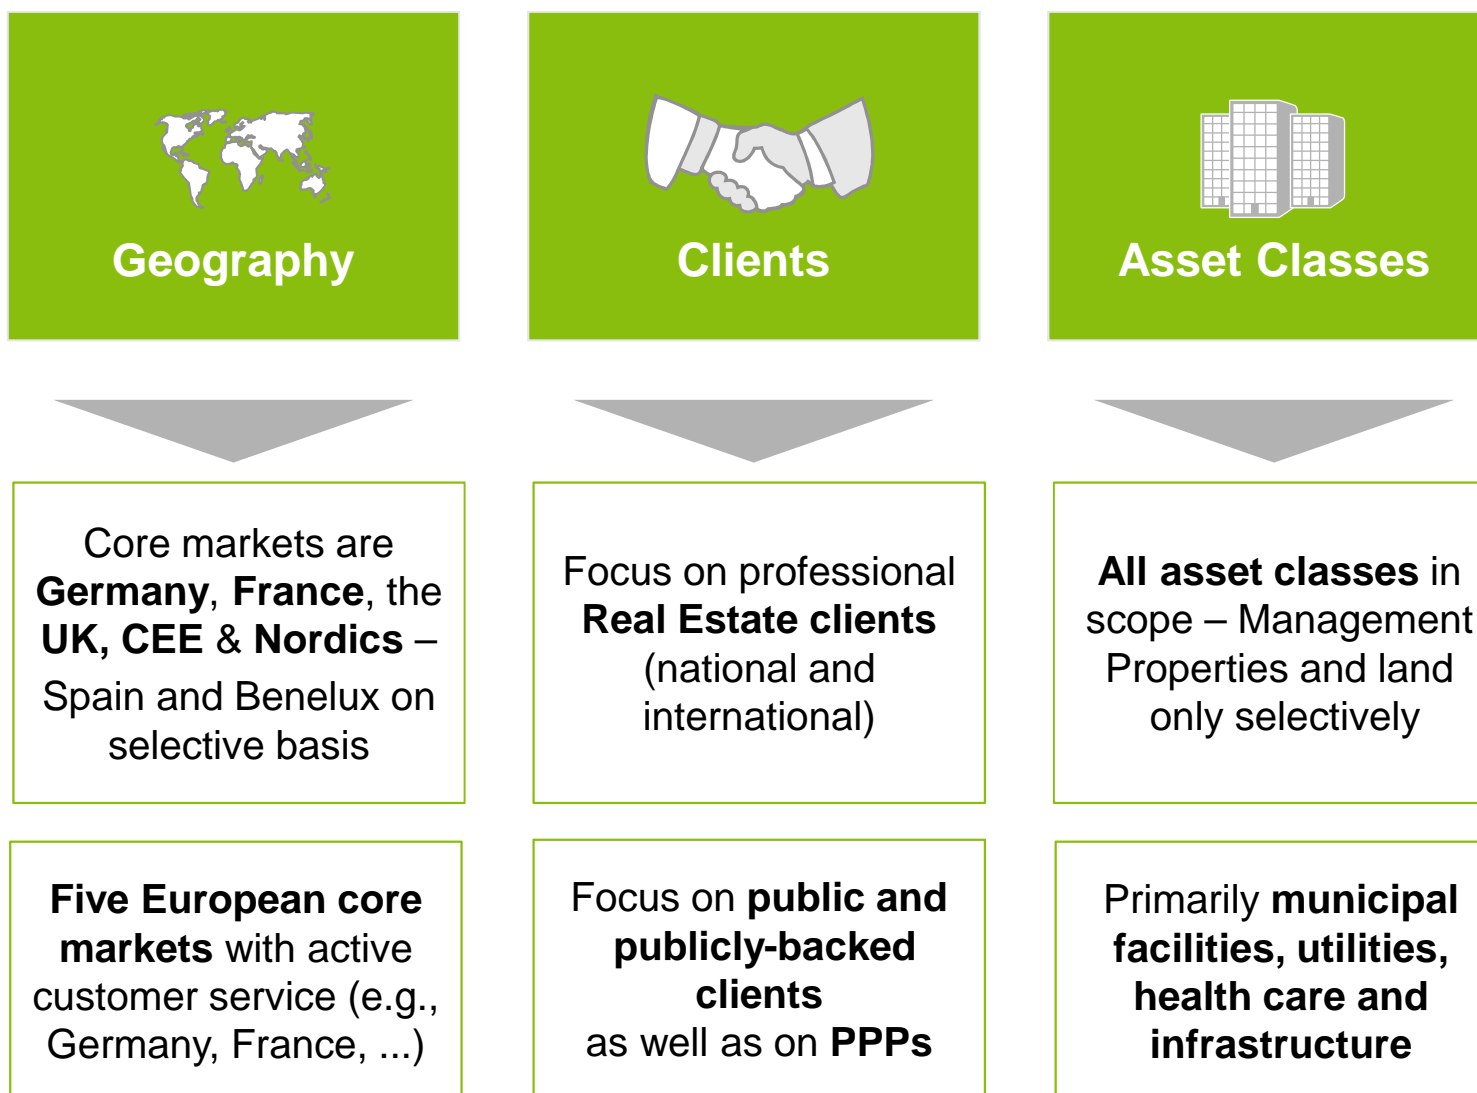 Geography
Clients
Asset Classes
Core markets are
Germany, France, the
UK, CEE & Nordics –
Spain and Benelux on
selective basis
Focus on professional
Real Estate clients
(national and
international)
All asset classes in
scope – Management
Properties and land
only selectively
Five European core
markets with active
customer service (e.g.,
Germany, France, ...)
Focus on public and
publicly-backed
clients
as well as on PPPs
Primarily municipal
facilities, utilities,
health care and
infrastructure